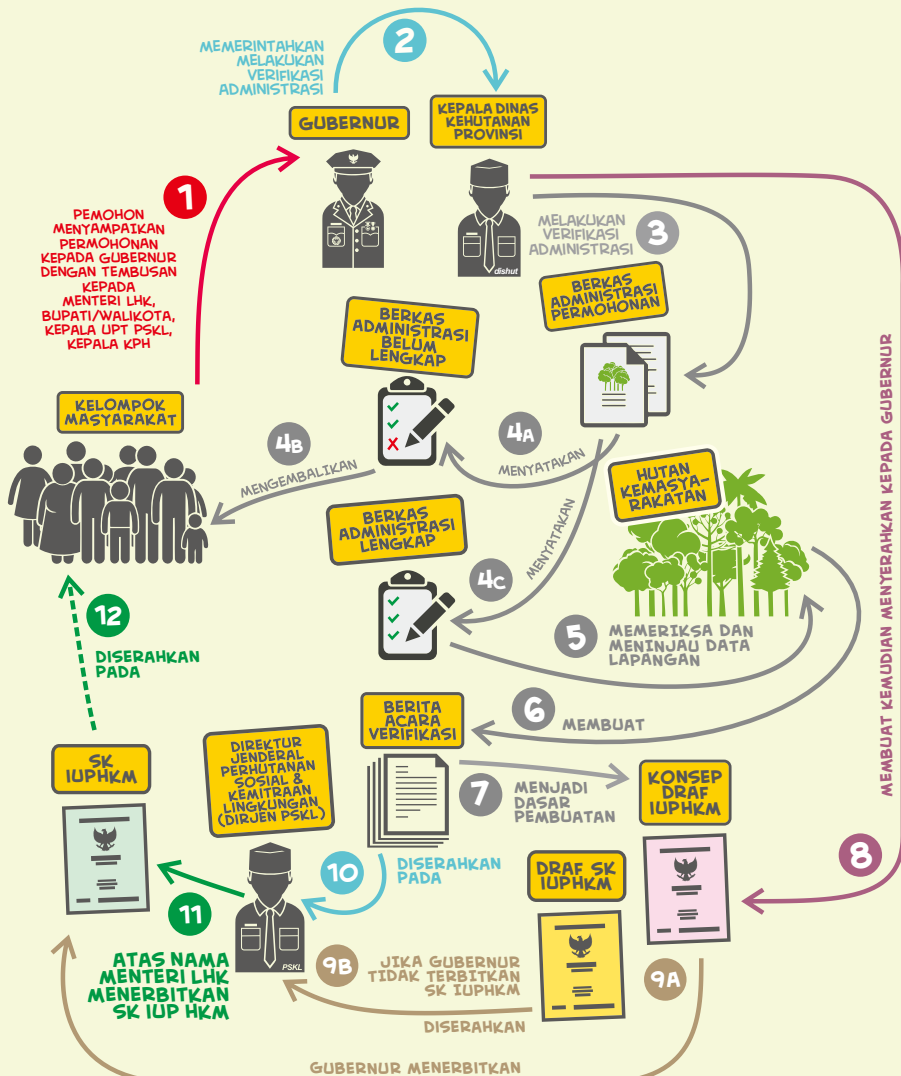 MEMERINTAHKAN
MELAKUKAN
VERIFIKASI
ADMINISTRASI
2
GUBERNUR
KEPALA DINAS
KEHUTANAN
PROVINSI
1
PEMOHON
MENYAMPAIKAN
PERMOHONAN
KEPADA GUBERNUR
DENGAN TEMBUSAN
KEPADA
MENTERI LHK,
BUPATI/WALIKOTA,
KEPALA UPT PSKL,
KEPALA KPH
dishut
MELAKUKAN
VERIFIKASI
ADMINISTRASI
3
BERKAS
ADMINISTRASI
PERMOHONAN
BERKAS
ADMINISTRASI
BELUM
LENGKAP
KELOMPOK
MASYARAKAT
4A
MENYATAKAN
4B
MENGEMBALIKAN
HUTAN
KEMASYA-
RAKATAN
BERKAS
ADMINISTRASI
LENGKAP
MENYATAKAN
4C
5
MEMERIKSA DAN
MENINJAU DATA
LAPANGAN
MEMBUAT KEMUDIAN MENYERAHKAN KEPADA GUBERNUR
12
DISERAHKAN
PADA
6
MEMBUAT
BERITA
ACARA
VERIFIKASI
SK
IUPHKM
DIREKTUR
JENDERAL
PERHUTANAN
SOSIAL &
KEMITRAAN
LINGKUNGAN
(DIRJEN PSKL)
7
MENJADI
DASAR
PEMBUATAN
KONSEP
DRAF
IUPHKM
8
10
DISERAHKAN
PADA
DRAF SK
IUPHKM
11
ATAS NAMA
MENTERI LHK
MENERBITKAN
SK IUP HKM
PSKL
9B
JIKA GUBERNUR
TIDAK TERBITKAN
SK IUPHKM
DISERAHKAN
9A
GUBERNUR MENERBITKAN